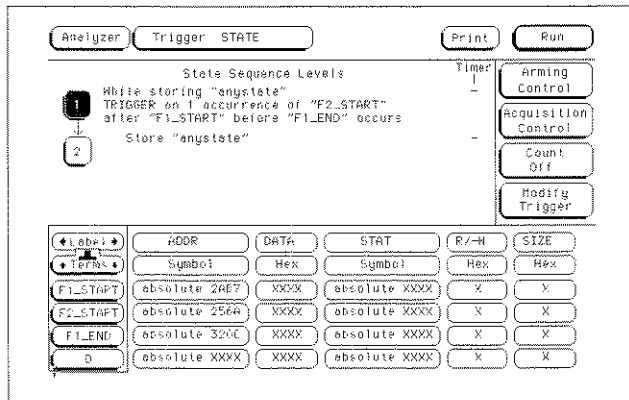 Analyzer Trigger STATE Print Run
State Sequence Levels Timer
1
Arming Control
1 While storing "anystate"
TRIGGER on 1 occurrence of "F2_START"
after "F1_START" before "F1_END" occurs
Acquisition Control
2 Store "anystate"
Count Off
Modify Trigger
Label ADDR DATA STAT R/-W SIZE
Terms Symbol Hex Symbol Hex Hex
F1_START absolute XXXX absolute XXXX X X
F2_START absolute 256A XXXX absolute XXXX X X
F1_END absolute XXXX absolute XXXX X X
D absolute XXXX XXXX absolute XXXX X X